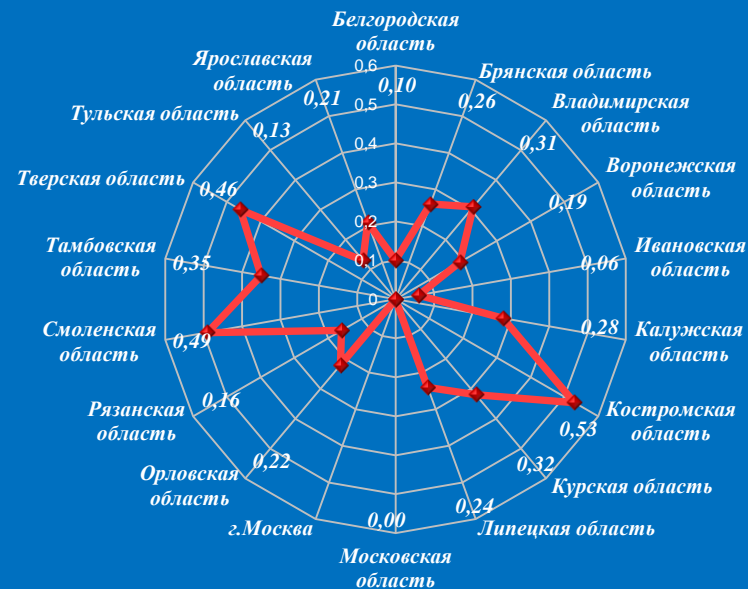 Белгородская
область
0,10
Брянская область
0,26
Владимирская
область
0,31
Воронежская
область
0,19
Ивановская
область
0,06
Калужская
область
0,28
Костромская
область
0,53
Курская область
0,32
Липецкая область
0,24
Московская
область
0,00
г.Москва
Орловская
область
0,22
Рязанская
область
0,16
Смоленская
область
0,49
Тамбовская
область
0,35
Тверская область
0,46
Тульская область
0,13
Ярославская
область
0,21
0,6
0,5
0,4
0,3
0,2
0,1
0